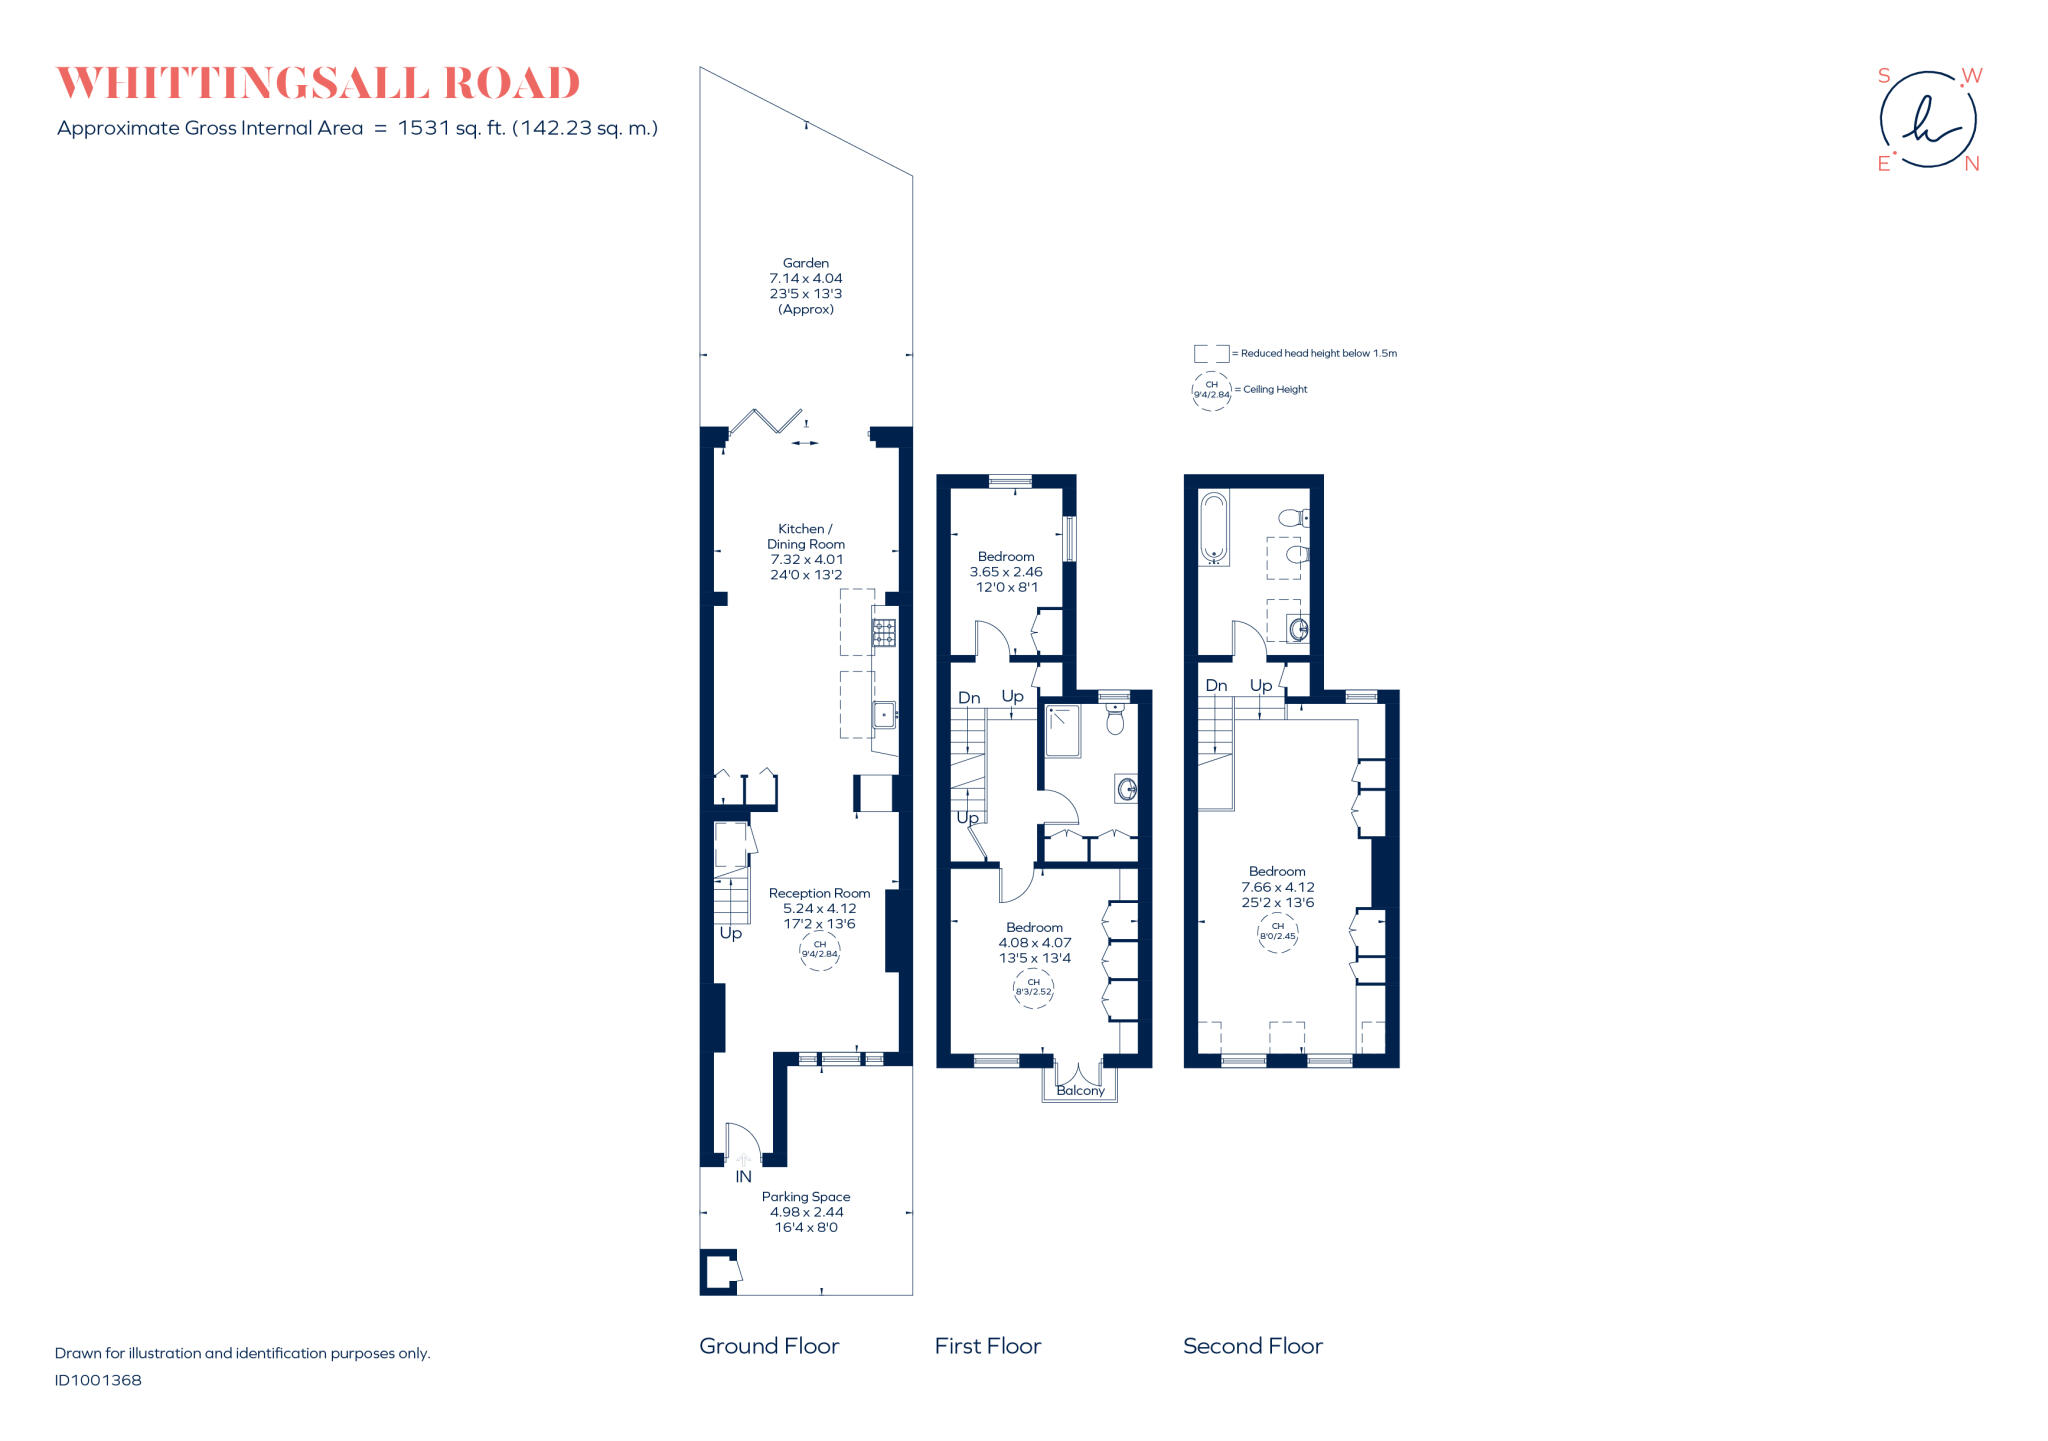 WHITTINGSALL ROAD
Approximate Gross Internal Area = 1531 sq. ft. (142.23 sq. m.)
S W
E N
Garden
7.14 x 4.04
23'5 x 13'3
(Approx)
= Reduced head height below 1.5m
CH
9'4/2.84
= Ceiling Height
Kitchen /
Dining Room
7.32 x 4.01
24'0 x 13'2
Reception Room
5.24 x 4.12
17'2 x 13'6
CH
9'4/2.84
Up
IN
Parking Space
4.98 x 2.44
16'4 x 8'0
Bedroom
3.65 x 2.46
12'0 x 8'1
Dn
Up
Up
Bedroom
4.08 x 4.07
13'5 x 13'4
CH
8'3/2.52
Balcony
Dn
Up
Bedroom
7.66 x 4.12
25'2 x 13'6
CH
8'0/2.45
Ground Floor
First Floor
Second Floor
Drawn for illustration and identification purposes only.
ID1001368